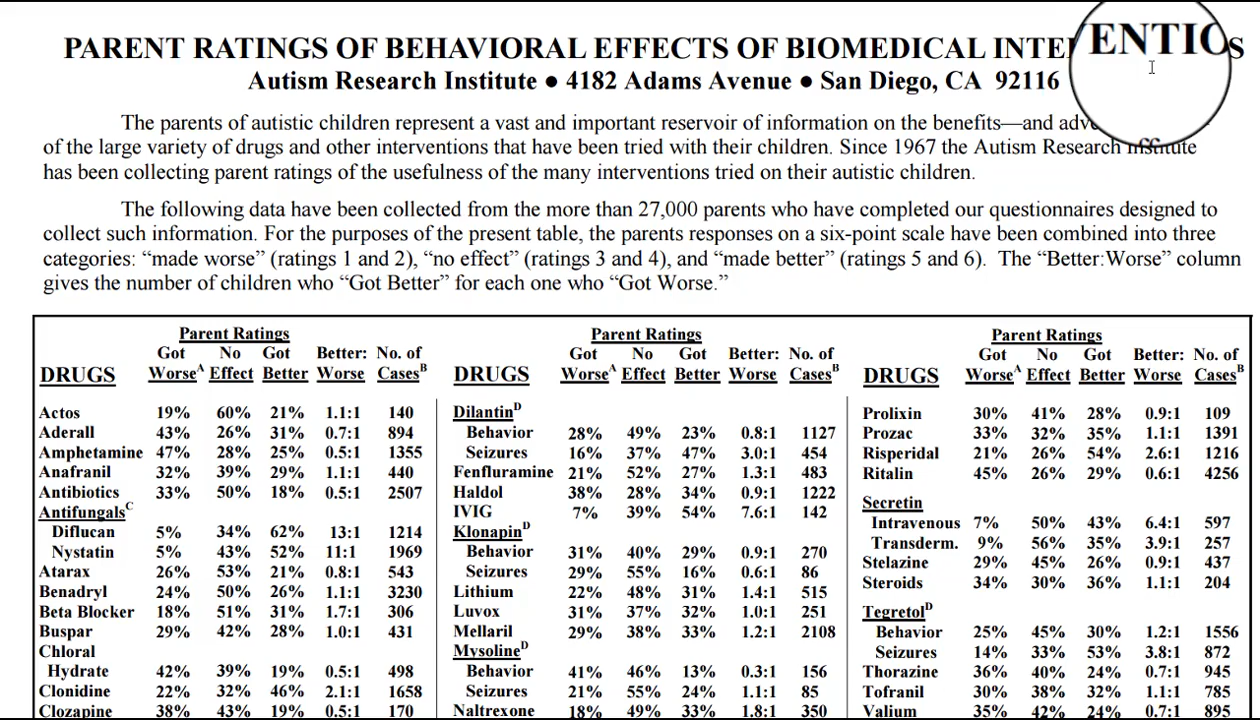 PARENT RATINGS OF BEHAVIORAL EFFECTS OF BIOMEDICAL INTERVENTIONS
Autism Research Institute ● 4182 Adams Avenue ● San Diego, CA 92116
The parents of autistic children represent a vast and important reservoir of information on the benefits—and
of the large variety of drugs and other interventions that have been tried with their children. Since 1967 the Autism Research Institute
has been collecting parent ratings of the usefulness of the many interventions tried on their autistic children.
The following data have been collected from the more than 27,000 parents who have completed our questionnaires designed to
collect such information. For the purposes of the present table, the parents responses on a six-point scale have been combined into three
categories: “made worse” (ratings 1 and 2), “no effect” (ratings 3 and 4), and “made better” (ratings 5 and 6). The “Better:Worse” column
gives the number of children who “Got Better” for each one who “Got Worse.”
Parent Ratings
Got No Got Better: No. of
DRUGS WorseA Effect Better Worse CasesB
Actos 19% 60% 21% 1.1:1 140
Aderall 43% 26% 31% 0.7:1 894
Amphetamine 47% 28% 25% 0.5:1 1355
Anafranil 32% 39% 29% 1.1:1 440
Antibiotics 33% 50% 18% 0.5:1 2507
AntifungalsC
Diflucan 5% 34% 62% 13:1 1214
Nystatin 5% 43% 52% 11:1 1969
Atarax 26% 53% 21% 0.8:1 543
Benadryl 24% 50% 26% 1.1:1 3230
Beta Blocker 18% 51% 31% 1.7:1 306
Buspar 29% 42% 28% 1.0:1 431
Chloral
Hydrate 42% 39% 19% 0.5:1 498
Clonidine 22% 32% 46% 2.1:1 1658
Clozapine 38% 43% 19% 0.5:1 170
Parent Ratings
Got No Got Better: No. of
DRUGS WorseA Effect Better Worse CasesB
DilantinD
Behavior 28% 49% 23% 0.8:1 1127
Seizures 16% 37% 47% 3.0:1 454
Fenfluramine 21% 52% 27% 1.3:1 483
Haldol 38% 28% 34% 0.9:1 1222
IVIG 7% 39% 54% 7.6:1 142
KlonapinD
Behavior 31% 40% 29% 0.9:1 270
Seizures 29% 55% 16% 0.6:1 86
Lithium 22% 48% 31% 1.4:1 515
Luvox 31% 37% 32% 1.0:1 251
Mellaril 29% 38% 33% 1.2:1 2108
MysolineD
Behavior 41% 46% 13% 0.3:1 156
Seizures 21% 55% 24% 1.1:1 85
Naltrexone 18% 49% 33% 1.8:1 350
Parent Ratings
Got No Got Better: No. of
DRUGS WorseA Effect Better Worse CasesB
Prolixin 30% 41% 28% 0.9:1 109
Prozac 33% 32% 35% 1.1:1 1391
Risperidal 21% 26% 54% 2.6:1 1216
Ritalin 45% 26% 29% 0.6:1 4256
Secretin
Intravenous 7% 50% 43% 6.4:1 597
Transderm. 9% 56% 35% 3.9:1 257
Stelazine 29% 45% 26% 0.9:1 437
Steroids 34% 30% 36% 1.1:1 204
TegretolD
Behavior 25% 45% 30% 1.2:1 1556
Seizures 14% 33% 53% 3.8:1 872
Thorazine 36% 40% 24% 0.7:1 945
Tofranil 30% 38% 32% 1.1:1 785
Valium 35% 42% 24% 0.7:1 895